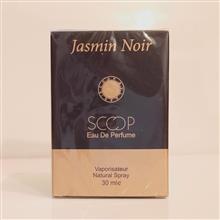 Jasmin Noir
SCOOP
Eau De Perfume
Vaporisateur
Natural Spray
30 mle